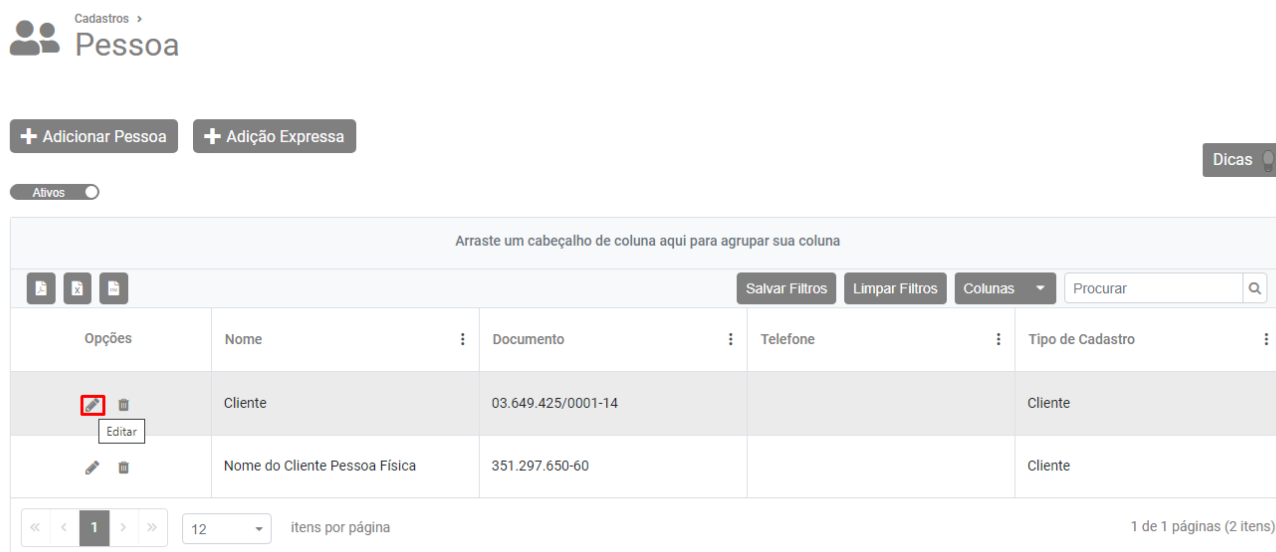 Cadastros ›
Pessoa
Adicionar Pessoa Adição Expressa
Dicas
Ativos
Arraste um cabeçalho de coluna aqui para agrupar sua coluna
Salvar Filtros Limpar Filtros Colunas Procurar
Opções Nome Documento Telefone Tipo de Cadastro
Cliente 03.649.425/0001-14 Cliente
Editar
Nome do Cliente Pessoa Física 351.297.650-60 Cliente
1 12 itens por página 1 de 1 páginas (2 itens)